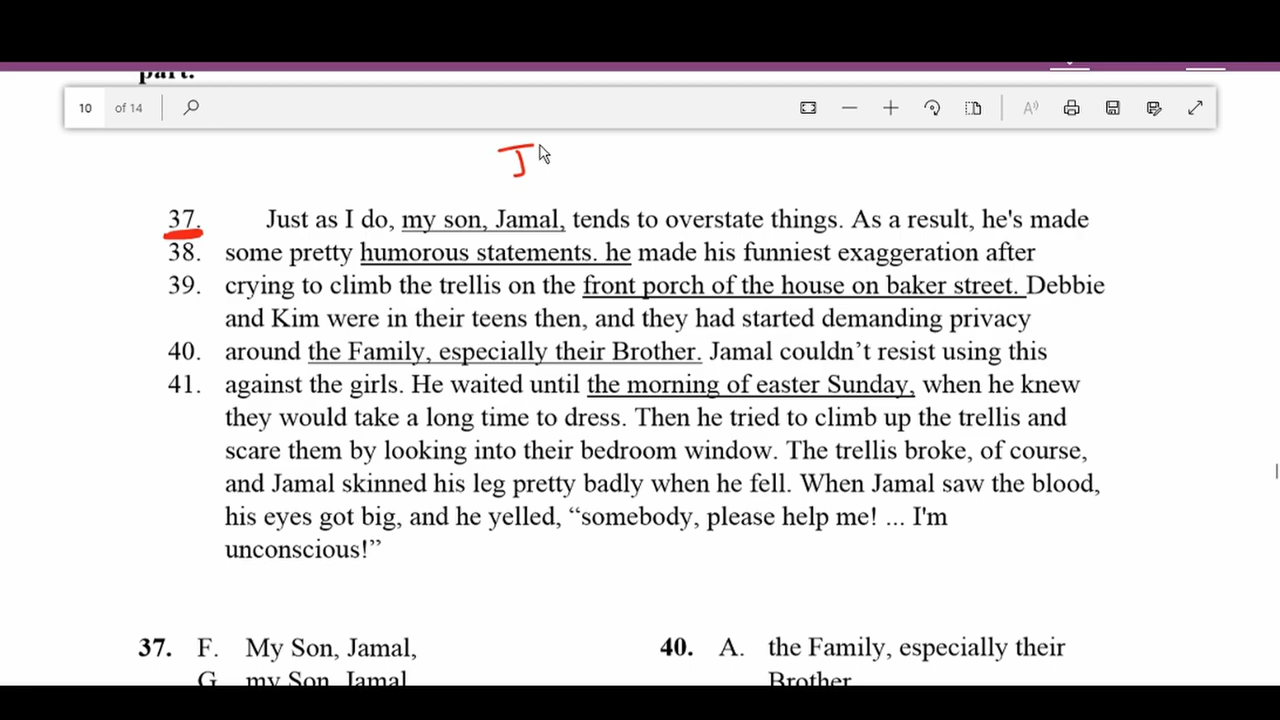 part.
10 of 14
J
37. Just as I do, my son, Jamal, tends to overstate things. As a result, he's made
38. some pretty humorous statements. he made his funniest exaggeration after
39. crying to climb the trellis on the front porch of the house on baker street. Debbie
and Kim were in their teens then, and they had started demanding privacy
40. around the Family, especially their Brother. Jamal couldn’t resist using this
41. against the girls. He waited until the morning of easter Sunday, when he knew
they would take a long time to dress. Then he tried to climb up the trellis and
scare them by looking into their bedroom window. The trellis broke, of course,
and Jamal skinned his leg pretty badly when he fell. When Jamal saw the blood,
his eyes got big, and he yelled, “somebody, please help me! ... I'm
unconscious!”
37. F. My Son, Jamal,
G. my Son, Jamal
40. A. the Family, especially their
Brother